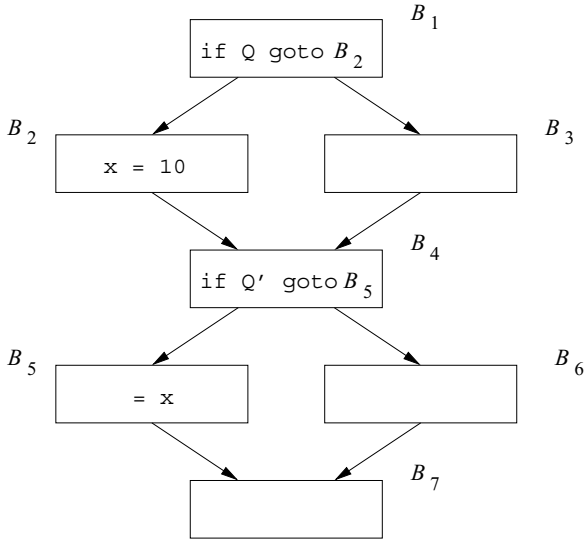 B1
if Q goto B2
B2
B3
x = 10
B4
if Q' goto B5
B5
B6
= x
B7